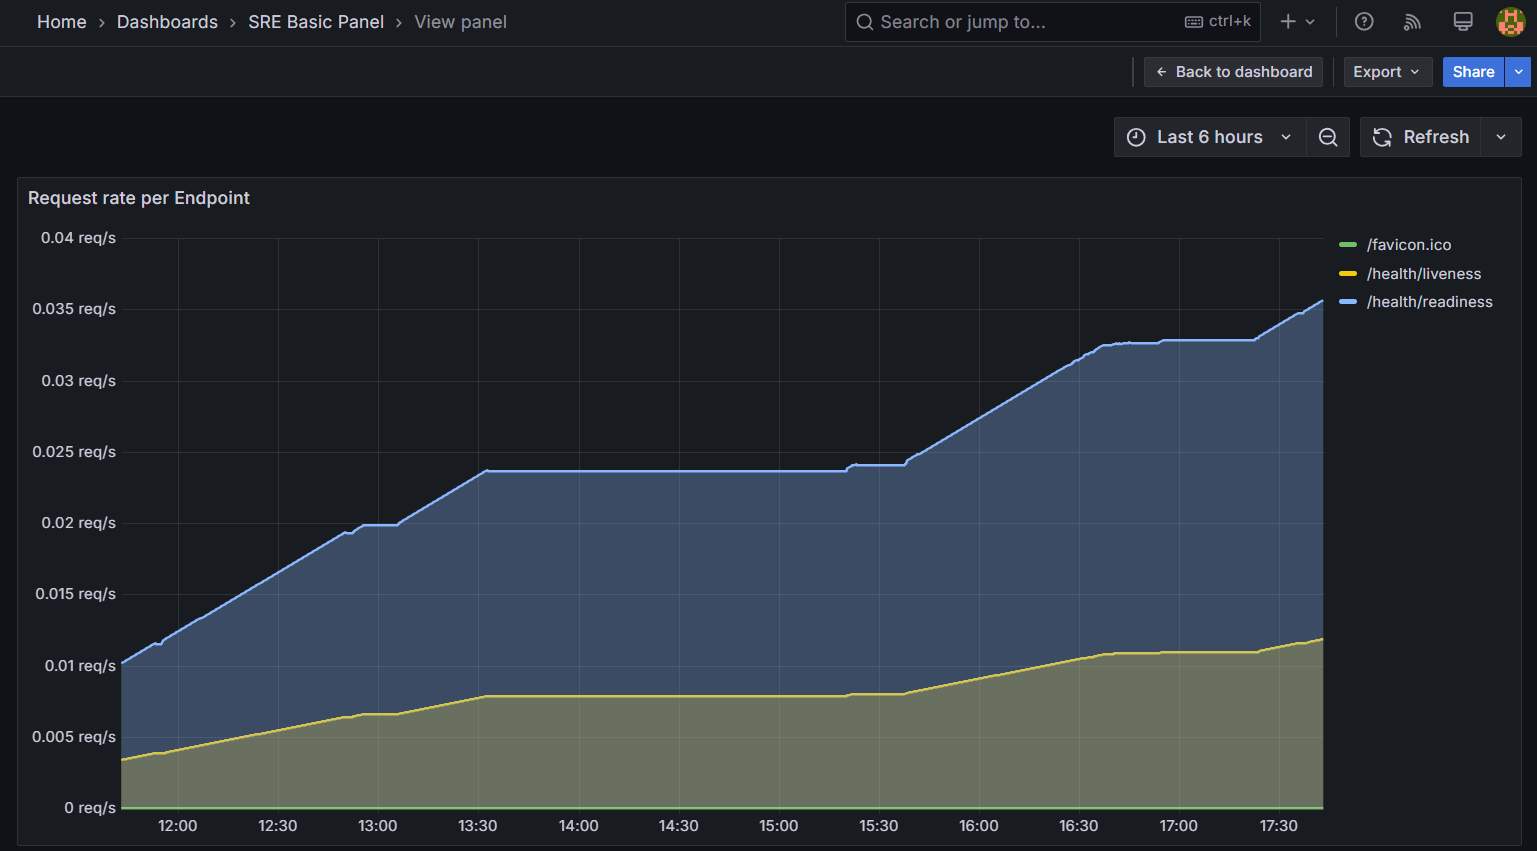 Home > Dashboards > SRE Basic Panel > View panel
Search or jump to... ctrl+k
Back to dashboard Export Share
Last 6 hours Refresh
Request rate per Endpoint
0.04 req/s
0.035 req/s
0.03 req/s
0.025 req/s
0.02 req/s
0.015 req/s
0.01 req/s
0.005 req/s
0 req/s
12:00 12:30 13:00 13:30 14:00 14:30 15:00 15:30 16:00 16:30 17:00 17:30
/favicon.ico
/health/liveness
/health/readiness